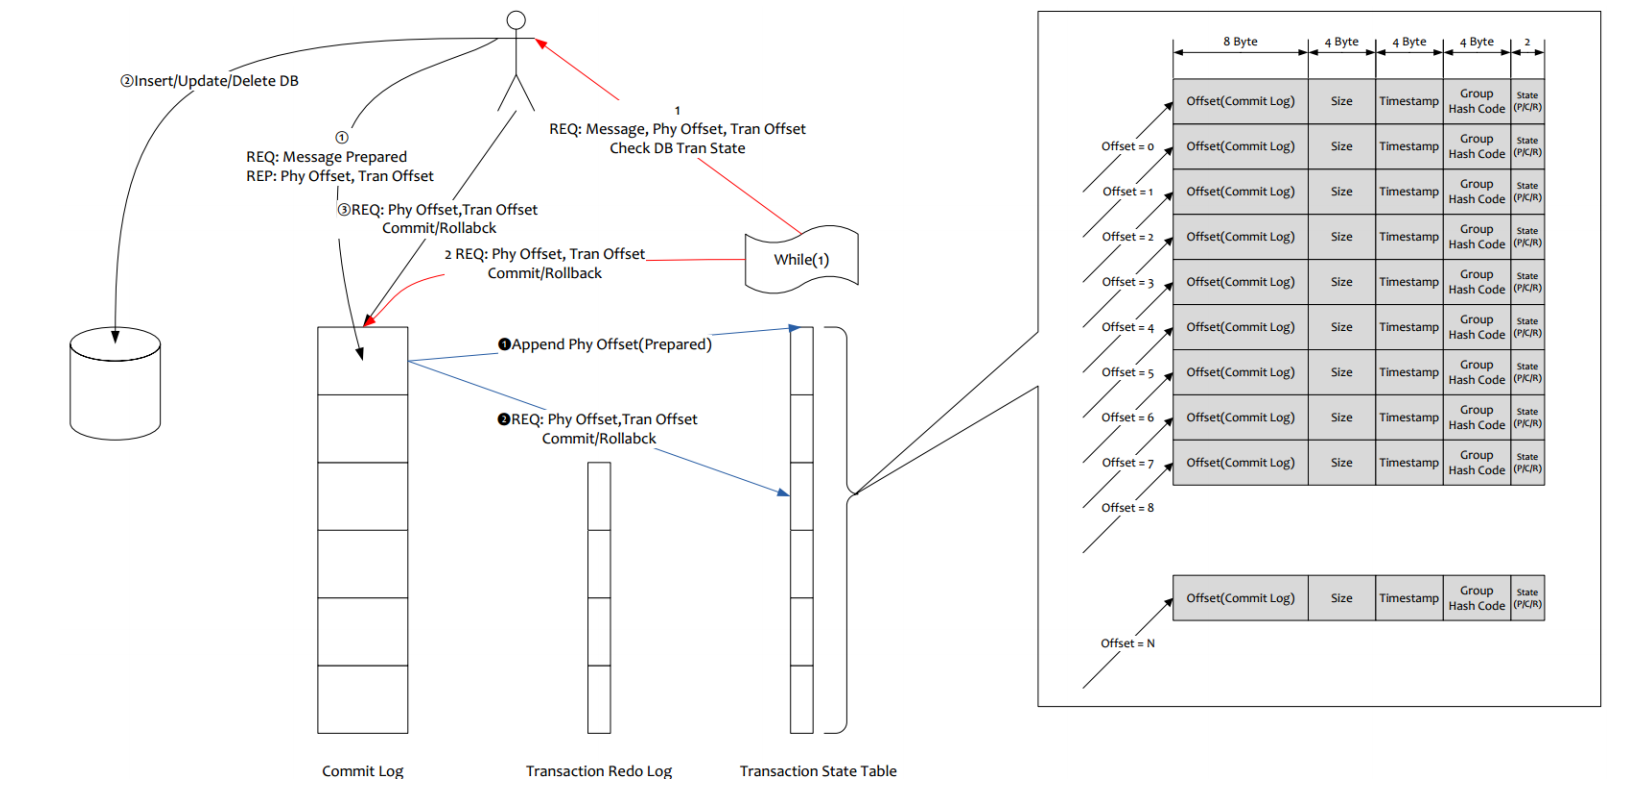 ②Insert/Update/Delete DB
①
REQ: Message Prepared
REP: Phy Offset, Tran Offset
③REQ: Phy Offset,Tran Offset
Commit/Rollabck
1
REQ: Message, Phy Offset, Tran Offset
Check DB Tran State
2 REQ: Phy Offset, Tran Offset
Commit/Rollback
While(1)
❶Append Phy Offset(Prepared)
❷REQ: Phy Offset,Tran Offset
Commit/Rollabck
Commit Log
Transaction Redo Log
Transaction State Table
8 Byte 4 Byte 4 Byte 4 Byte 2
Offset(Commit Log) Size Timestamp Group Hash Code State (P/C/R)
Offset = 0
Offset(Commit Log) Size Timestamp Group Hash Code State (P/C/R)
Offset = 1
Offset(Commit Log) Size Timestamp Group Hash Code State (P/C/R)
Offset = 2
Offset(Commit Log) Size Timestamp Group Hash Code State (P/C/R)
Offset = 3
Offset(Commit Log) Size Timestamp Group Hash Code State (P/C/R)
Offset = 4
Offset(Commit Log) Size Timestamp Group Hash Code State (P/C/R)
Offset = 5
Offset(Commit Log) Size Timestamp Group Hash Code State (P/C/R)
Offset = 6
Offset(Commit Log) Size Timestamp Group Hash Code State (P/C/R)
Offset = 7
Offset(Commit Log) Size Timestamp Group Hash Code State (P/C/R)
Offset = 8
Offset(Commit Log) Size Timestamp Group Hash Code State (P/C/R)
Offset = N